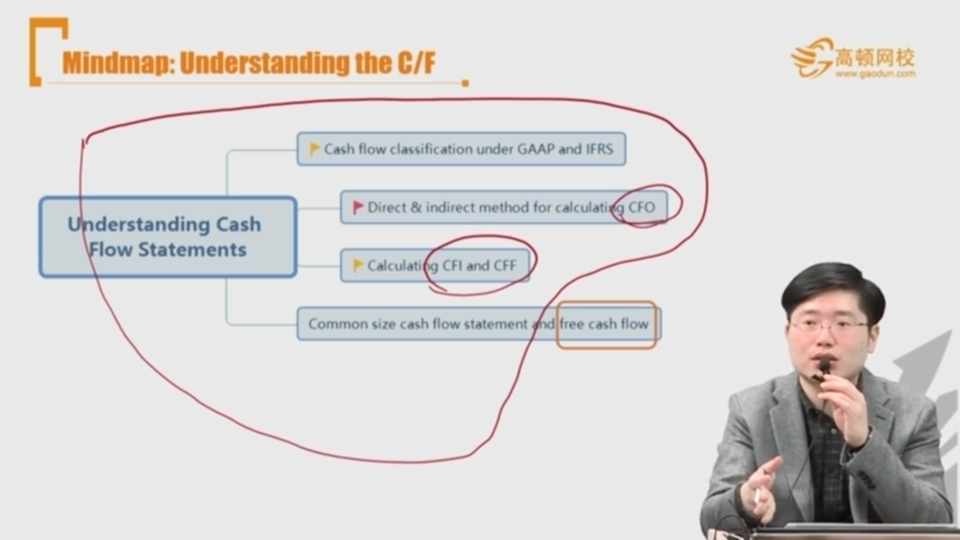 Mindmap: Understanding the C/F
高顿网校
www.gaodun.com
Cash flow classification under GAAP and IFRS
Direct & indirect method for calculating CFO
Understanding Cash
Flow Statements
Calculating CFI and CFF
Common size cash flow statement and free cash flow